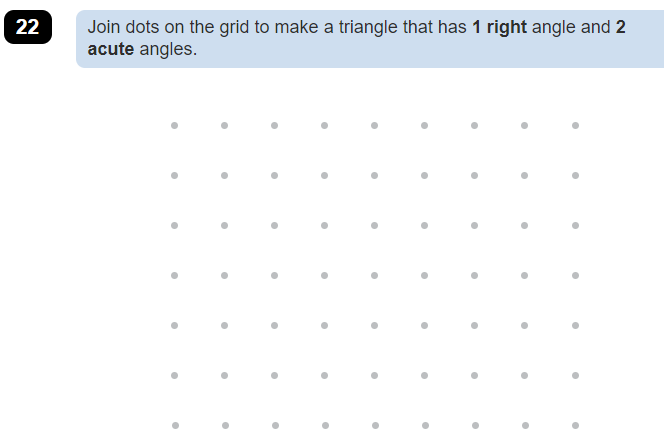 22
Join dots on the grid to make a triangle that has 1 right angle and 2
acute angles.